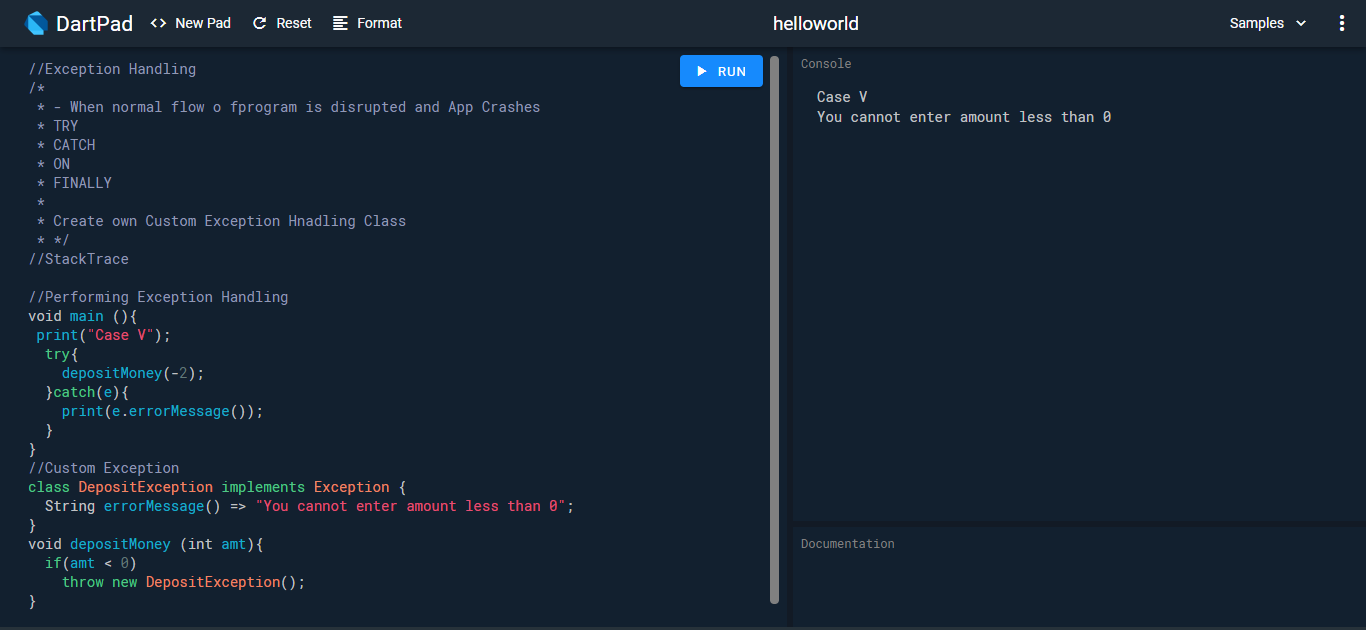 DartPad <> New Pad Reset Format helloworld Samples
//Exception Handling
/*
 * - When normal flow o fprogram is disrupted and App Crashes
 * TRY
 * CATCH
 * ON
 * FINALLY
 *
 * Create own Custom Exception Hnadling Class
 * */
//StackTrace
//Performing Exception Handling
void main (){
 print("Case V");
  try{
    depositMoney(-2);
  }catch(e){
    print(e.errorMessage());
  }
}
//Custom Exception
class DepositException implements Exception {
  String errorMessage() => "You cannot enter amount less than 0";
}
void depositMoney (int amt){
  if(amt < 0)
    throw new DepositException();
}
RUN
Console
Case V
You cannot enter amount less than 0
Documentation